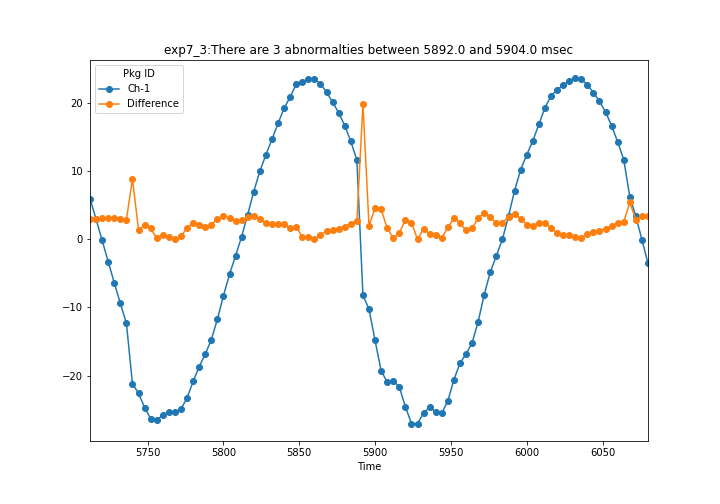 exp7_3:There are 3 abnormalties between 5892.0 and 5904.0 msec
Pkg ID
Ch-1
Difference
20
10
0
−10
−20
5750 5800 5850 5900 5950 6000 6050
Time